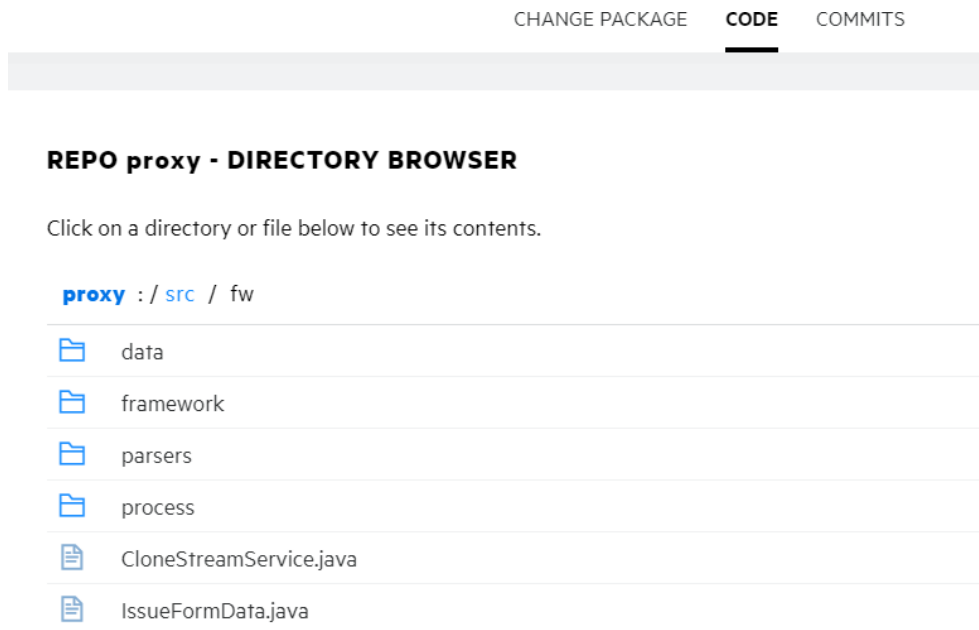 CHANGE PACKAGE CODE COMMITS
REPO proxy - DIRECTORY BROWSER
Click on a directory or file below to see its contents.
proxy : / src / fw
data
framework
parsers
process
CloneStreamService.java
IssueFormData.java